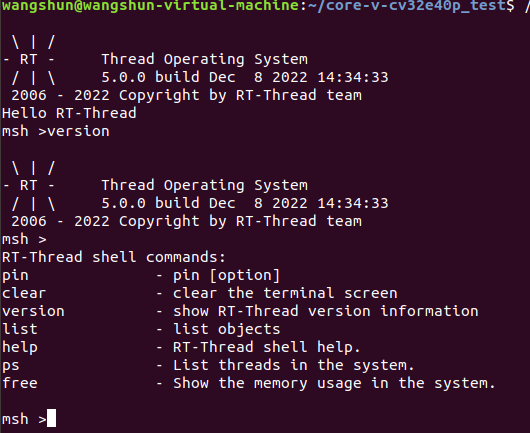 wangshun@wangshun-virtual-machine:~/core-v-cv32e40p_test$ /
 \ | /
- RT -     Thread Operating System
 / | \     5.0.0 build Dec  8 2022 14:34:33
 2006 - 2022 Copyright by RT-Thread team
Hello RT-Thread
msh >version
 \ | /
- RT -     Thread Operating System
 / | \     5.0.0 build Dec  8 2022 14:34:33
 2006 - 2022 Copyright by RT-Thread team
msh >
RT-Thread shell commands:
pin              - pin [option]
clear            - clear the terminal screen
version          - show RT-Thread version information
list             - list objects
help             - RT-Thread shell help.
ps               - List threads in the system.
free             - Show the memory usage in the system.
msh >